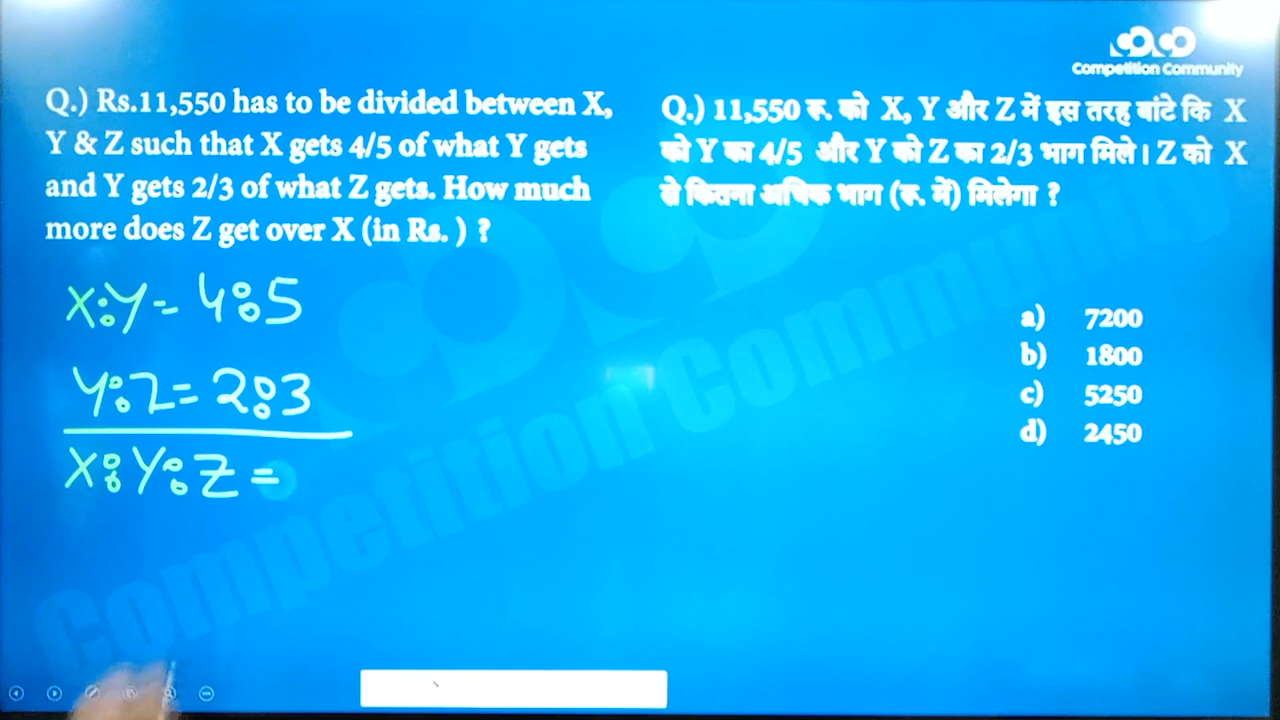 Competition Community
Q.) Rs.11,550 has to be divided between X,
Y & Z such that X gets 4/5 of what Y gets
and Y gets 2/3 of what Z gets. How much
more does Z get over X (in Rs. ) ?
Q.) 11,550 रू. को X, Y और Z में इस तरह बांटे कि X
को Y का 4/5 और Y को Z का 2/3 भाग मिले। Z को X
से कितना अधिक भाग (रू. में) मिलेगा ?
X:Y= 4:5
Y:Z= 2:3
X:Y:Z =
a) 7200
b) 1800
c) 5250
d) 2450
Competition Community